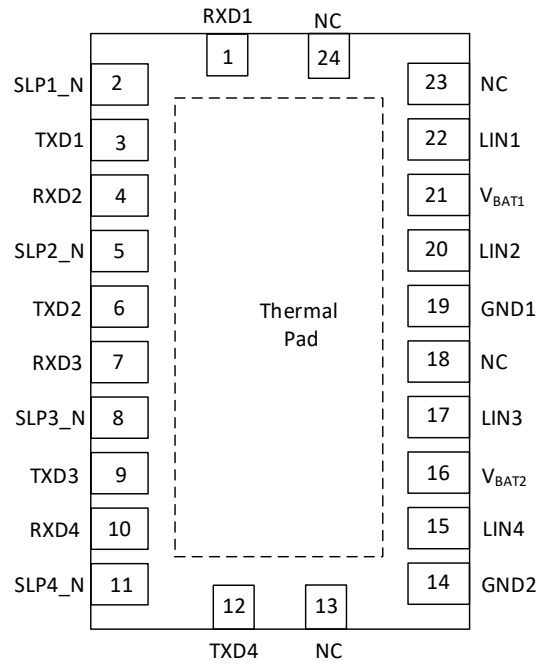 RXD1 NC
1 24
SLP1_N 2 23 NC
TXD1 3 22 LIN1
RXD2 4 21 VBAT1
SLP2_N 5 20 LIN2
TXD2 6 19 GND1
Thermal
Pad
RXD3 7 18 NC
SLP3_N 8 17 LIN3
TXD3 9 16 VBAT2
RXD4 10 15 LIN4
SLP4_N 11 14 GND2
12 13
TXD4 NC